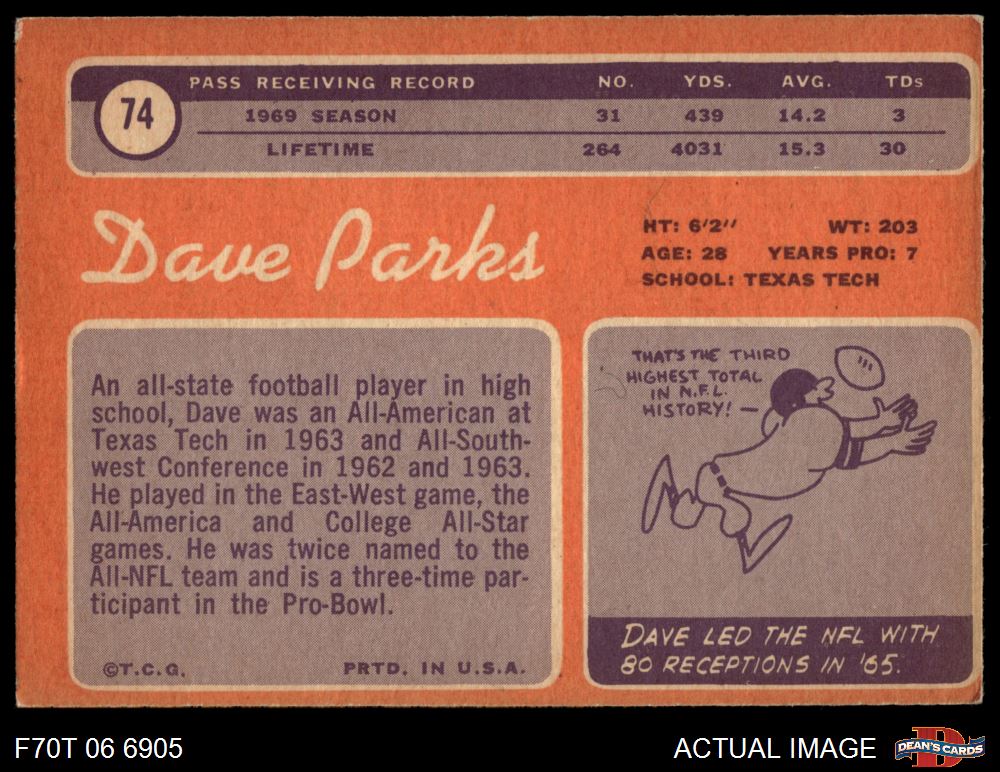 74
PASS RECEIVING RECORD NO. YDS. AVG. TDs
1969 SEASON 31 439 14.2 3
LIFETIME 264 4031 15.3 30
Dave Parks
HT: 6'2" WT: 203
AGE: 28 YEARS PRO: 7
SCHOOL: TEXAS TECH
An all-state football player in high
school, Dave was an All-American at
Texas Tech in 1963 and All-South-
west Conference in 1962 and 1963.
He played in the East-West game, the
All-America and College All-Star
games. He was twice named to the
All-NFL team and is a three-time par-
ticipant in the Pro-Bowl.
©T.C.G. PRTD. IN U.S.A.
THAT'S THE THIRD
HIGHEST TOTAL
IN N.F.L.
HISTORY! —
DAVE LED THE NFL WITH
80 RECEPTIONS IN '65.
F70T 06 6905
ACTUAL IMAGE
D
DEAN'S CARDS